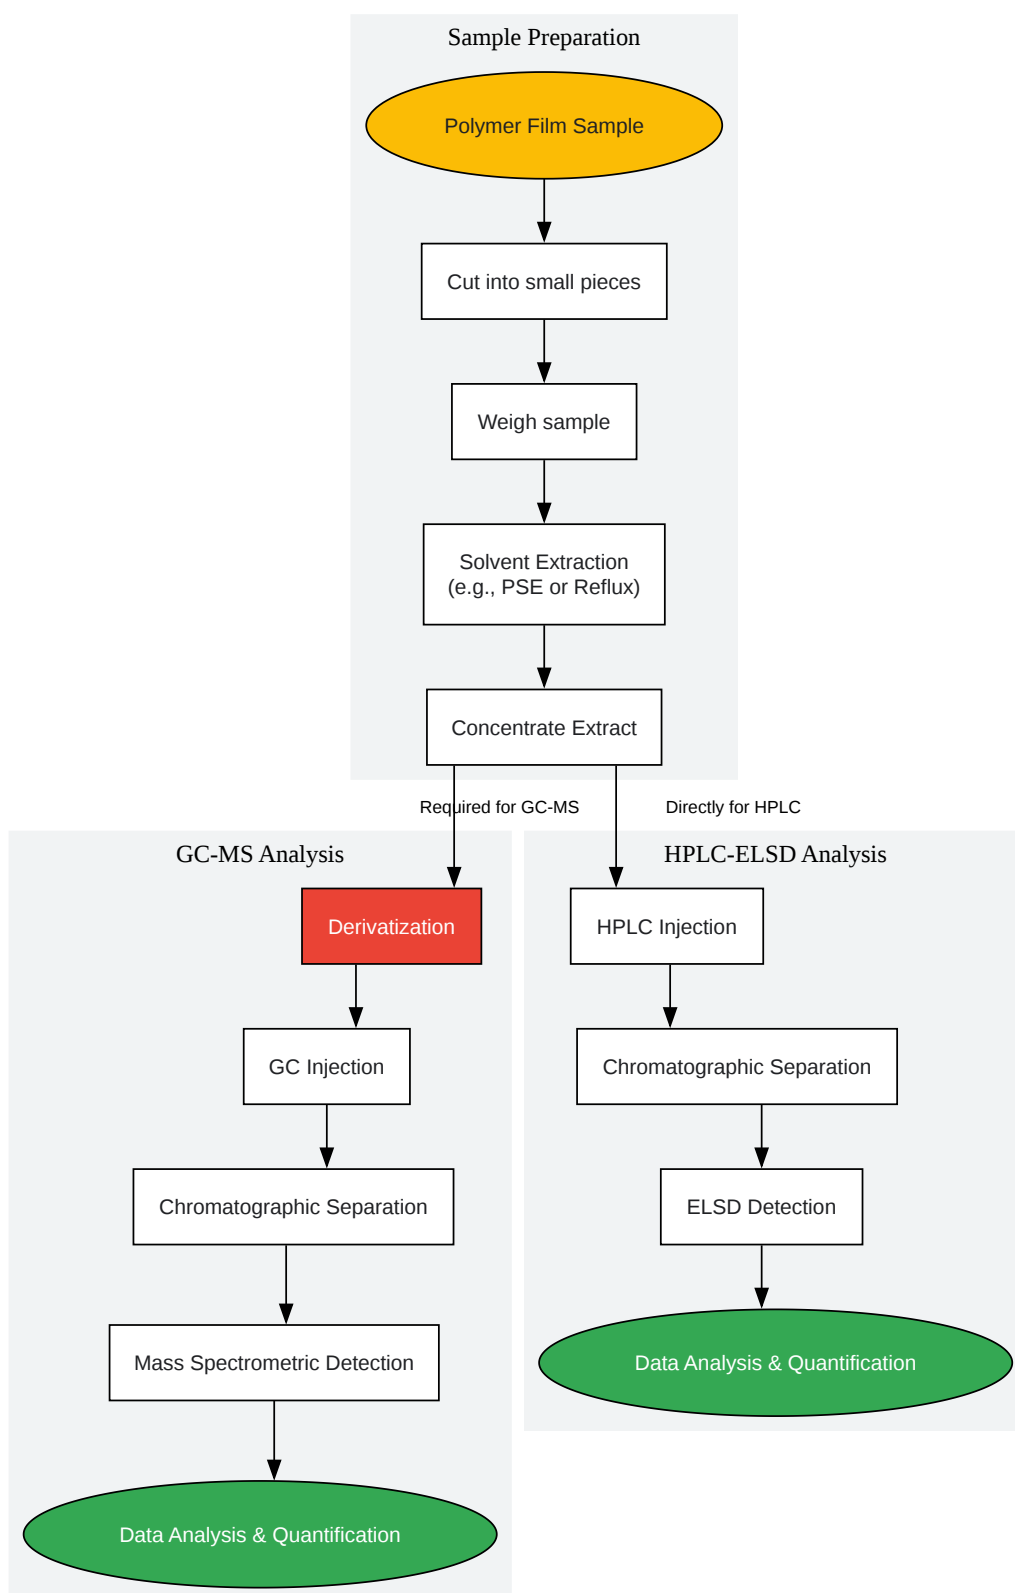 Sample Preparation
Polymer Film Sample
Cut into small pieces
Weigh sample
Solvent Extraction
(e.g., PSE or Reflux)
Concentrate Extract
Required for GC-MS
Directly for HPLC
GC-MS Analysis
Derivatization
GC Injection
Chromatographic Separation
Mass Spectrometric Detection
Data Analysis & Quantification
HPLC-ELSD Analysis
HPLC Injection
Chromatographic Separation
ELSD Detection
Data Analysis & Quantification